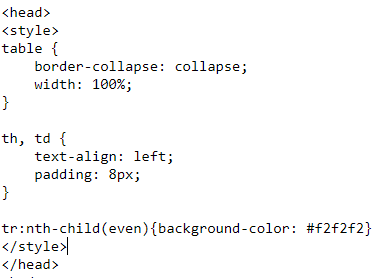 <head>
<style>
table {
    border-collapse: collapse;
    width: 100%;
}

th, td {
    text-align: left;
    padding: 8px;
}

tr:nth-child(even){background-color: #f2f2f2}
</style>
</head>